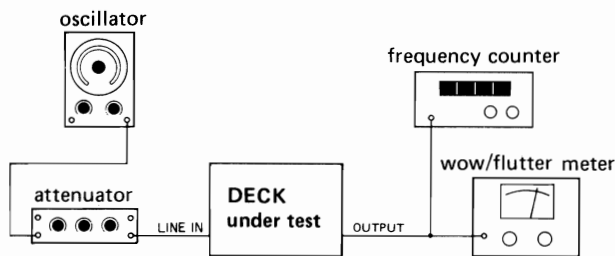 oscillator
frequency counter
attenuator
LINE IN
DECK
under test
OUTPUT
wow/flutter meter